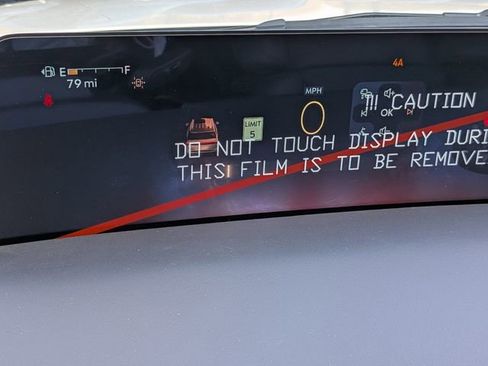 E F
79 mi
4A
MPH
0
LIMIT
5
OK
!!! CAUTION
DO NOT TOUCH DISPLAY DURI
THIS FILM IS TO BE REMOVE